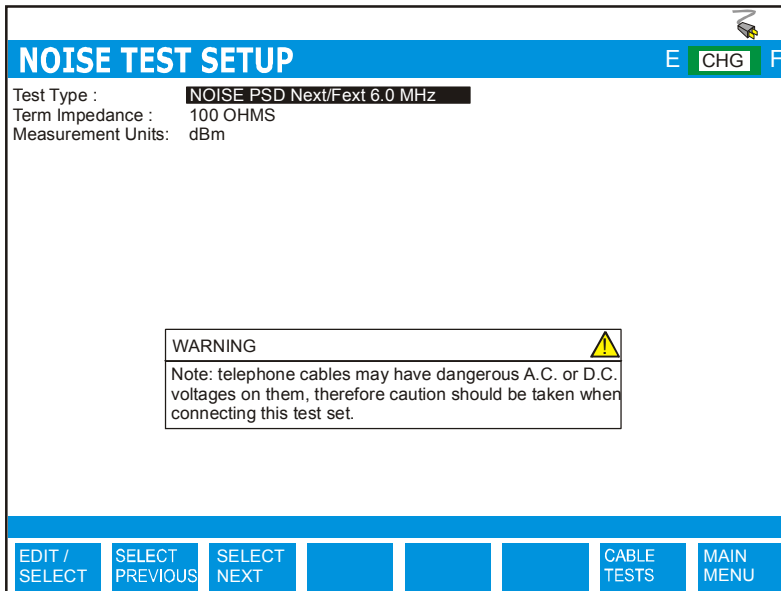 NOISE TEST SETUP E CHG F
Test Type : NOISE PSD Next/Fext 6.0 MHz
Term Impedance : 100 OHMS
Measurement Units: dBm
WARNING
Note: telephone cables may have dangerous A.C. or D.C.
voltages on them, therefore caution should be taken when
connecting this test set.
EDIT / SELECT SELECT CABLE MAIN
SELECT PREVIOUS NEXT TESTS MENU